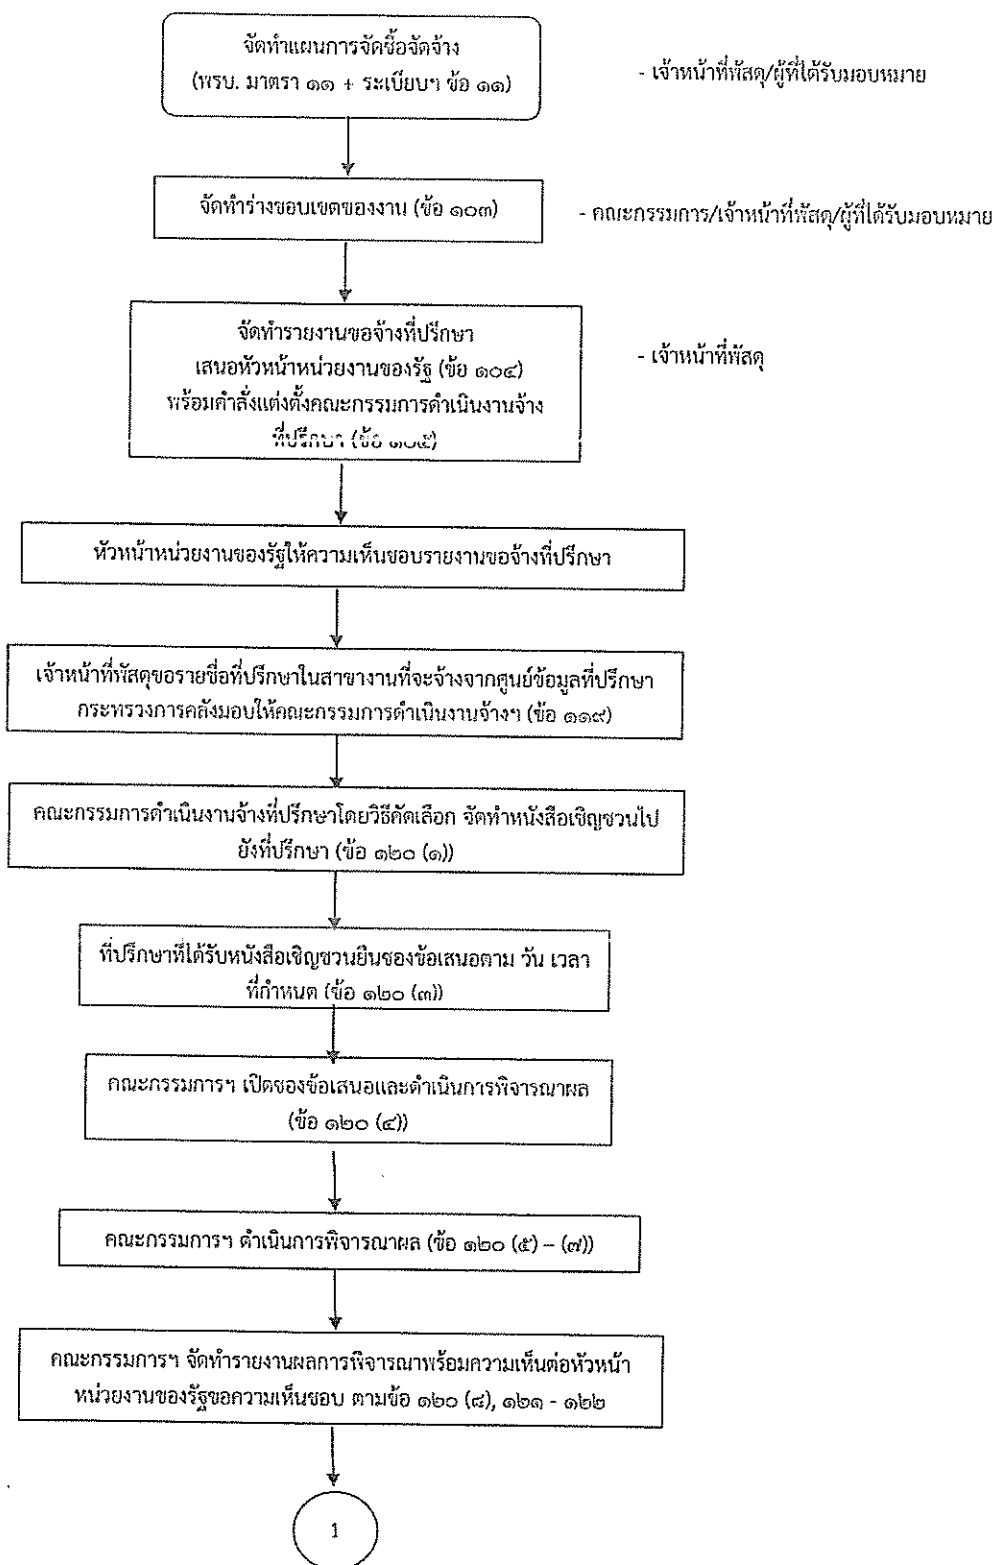 จัดทำแผนการจัดซื้อจัดจ้าง
(พรบ. มาตรา ๑๑ + ระเบียบฯ ข้อ ๑๑)
- เจ้าหน้าที่พัสดุ/ผู้ที่ได้รับมอบหมาย
จัดทำร่างขอบเขตของงาน (ข้อ ๑๐๓)
- คณะกรรมการ/เจ้าหน้าที่พัสดุ/ผู้ที่ได้รับมอบหมาย
จัดทำรายงานขอจ้างที่ปรึกษา
เสนอหัวหน้าหน่วยงานของรัฐ (ข้อ ๑๐๔)
พร้อมคำสั่งแต่งตั้งคณะกรรมการดำเนินงานจ้าง
ที่ปรึกษา (ข้อ ๑๐๕)
- เจ้าหน้าที่พัสดุ
หัวหน้าหน่วยงานของรัฐให้ความเห็นชอบรายงานขอจ้างที่ปรึกษา
เจ้าหน้าที่พัสดุขอรายชื่อที่ปรึกษาในสาขางานที่จะจ้างจากศูนย์ข้อมูลที่ปรึกษา
กระทรวงการคลังมอบให้คณะกรรมการดำเนินงานจ้างฯ (ข้อ ๑๑๙)
คณะกรรมการดำเนินงานจ้างที่ปรึกษาโดยวิธีคัดเลือก จัดทำหนังสือเชิญชวนไป
ยังที่ปรึกษา (ข้อ ๑๒๐ (๑))
ที่ปรึกษาที่ได้รับหนังสือเชิญชวนยื่นซองข้อเสนอตาม วัน เวลา
ที่กำหนด (ข้อ ๑๒๐ (๓))
คณะกรรมการฯ เปิดซองข้อเสนอและดำเนินการพิจารณาผล
(ข้อ ๑๒๐ (๔))
คณะกรรมการฯ ดำเนินการพิจารณาผล (ข้อ ๑๒๐ (๕) – (๗))
คณะกรรมการฯ จัดทำรายงานผลการพิจารณาพร้อมความเห็นต่อหัวหน้า
หน่วยงานของรัฐขอความเห็นชอบ ตามข้อ ๑๒๐ (๘), ๑๒๑ - ๑๒๒
1